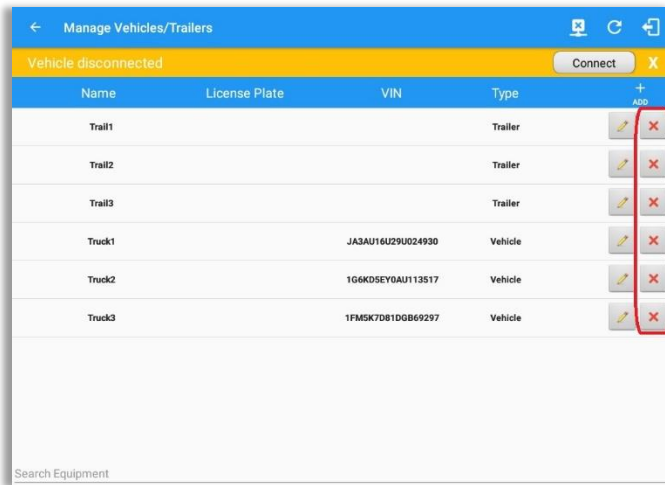 Manage Vehicles/Trailers
Vehicle disconnected Connect X
Name License Plate VIN Type + ADD
Trail1 Trailer
Trail2 Trailer
Trail3 Trailer
Truck1 JA3AU16U29U024930 Vehicle
Truck2 1G6KD5EY0AU113517 Vehicle
Truck3 1FM5K7D81DGB69297 Vehicle
Search Equipment